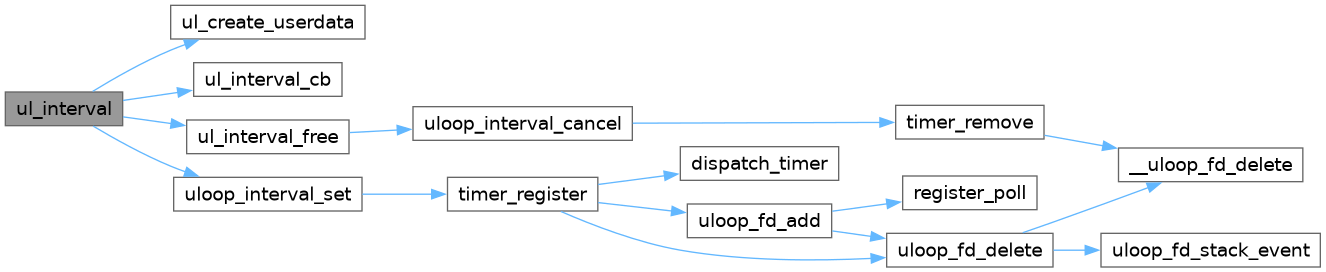 ul_interval
ul_create_userdata
ul_interval_cb
ul_interval_free
uloop_interval_set
uloop_interval_cancel
timer_register
timer_remove
dispatch_timer
uloop_fd_add
register_poll
uloop_fd_delete
__uloop_fd_delete
uloop_fd_stack_event